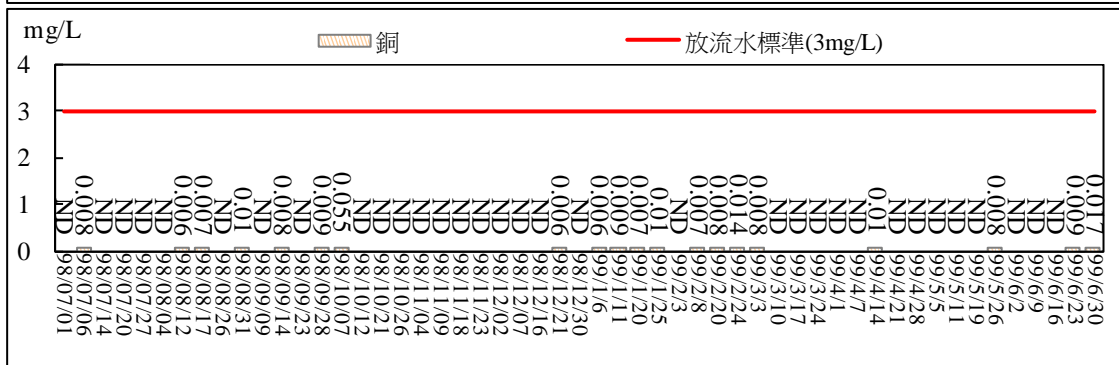 mg/L
銅
放流水標準(3mg/L)
4
3
2
1
0
ND
0.008
ND
ND
ND
ND
0.006
0.007
ND
0.01
ND
0.008
ND
0.009
0.055
ND
ND
ND
ND
ND
ND
ND
ND
ND
ND
0.006
ND
0.006
0.009
0.007
0.01
ND
0.007
0.008
0.014
0.008
ND
ND
ND
ND
ND
0.01
ND
ND
ND
ND
ND
0.008
ND
ND
ND
0.009
0.017
98/07/01
98/07/06
98/07/14
98/07/20
98/07/27
98/08/04
98/08/12
98/08/17
98/08/26
98/08/31
98/09/09
98/09/14
98/09/23
98/09/28
98/10/07
98/10/12
98/10/21
98/10/26
98/11/04
98/11/09
98/11/18
98/11/23
98/12/02
98/12/07
98/12/16
98/12/21
98/12/30
99/1/6
99/1/11
99/1/20
99/1/25
99/2/3
99/2/8
99/2/20
99/2/24
99/3/3
99/3/10
99/3/17
99/3/24
99/4/1
99/4/7
99/4/14
99/4/21
99/4/28
99/5/5
99/5/11
99/5/19
99/5/26
99/6/2
99/6/9
99/6/16
99/6/23
99/6/30